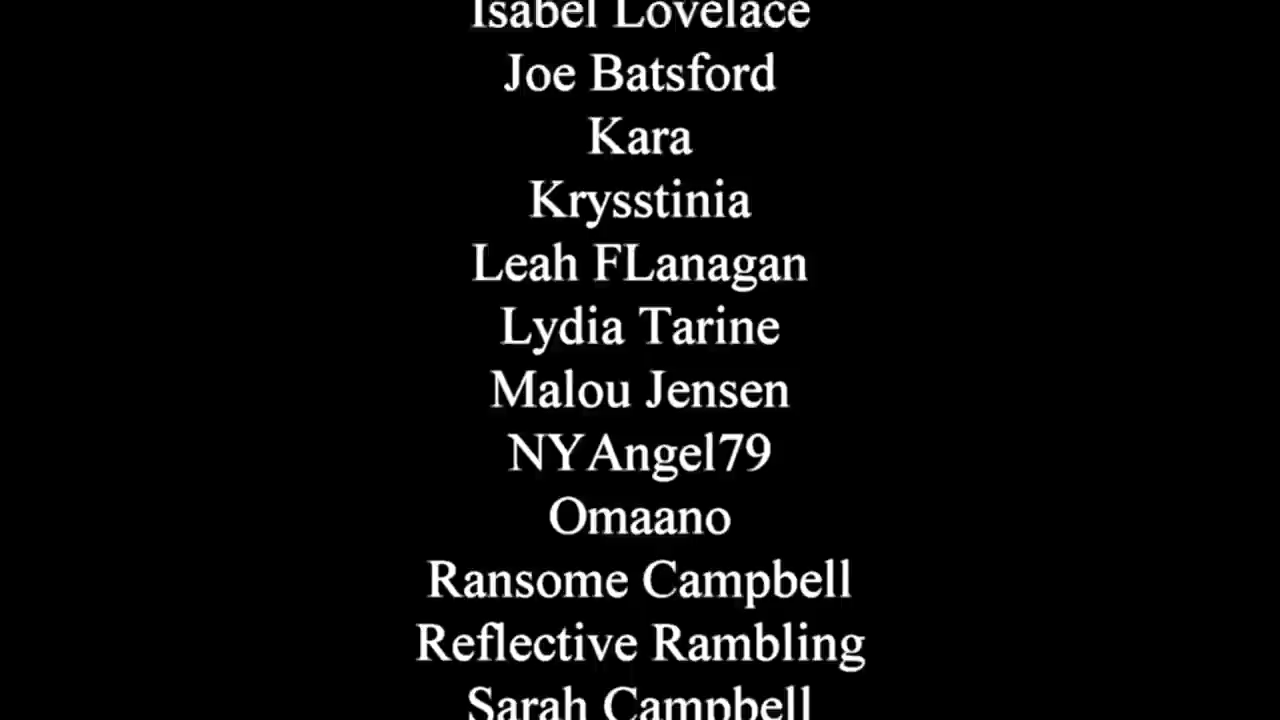 Isabel Lovelace
Joe Batsford
Kara
Krysstinia
Leah FLanagan
Lydia Tarine
Malou Jensen
NYAngel79
Omaano
Ransome Campbell
Reflective Rambling
Sarah Campbell